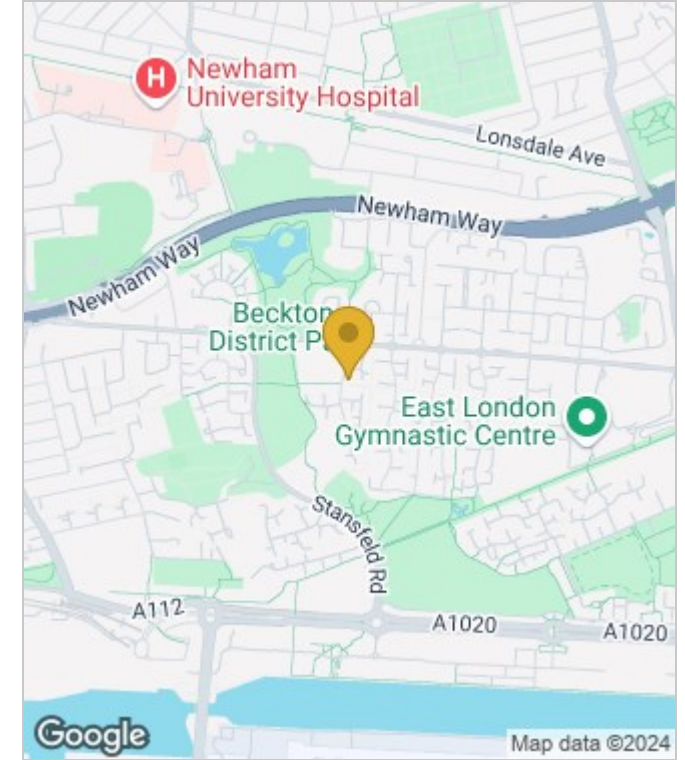 H
Newham
University Hospital
Lonsdale Ave
Newham Way
Newham Way
Beckton
District P
East London
Gymnastic Centre
Stansfeld Rd
A112
A1020
A1020
Google
Map data ©2024